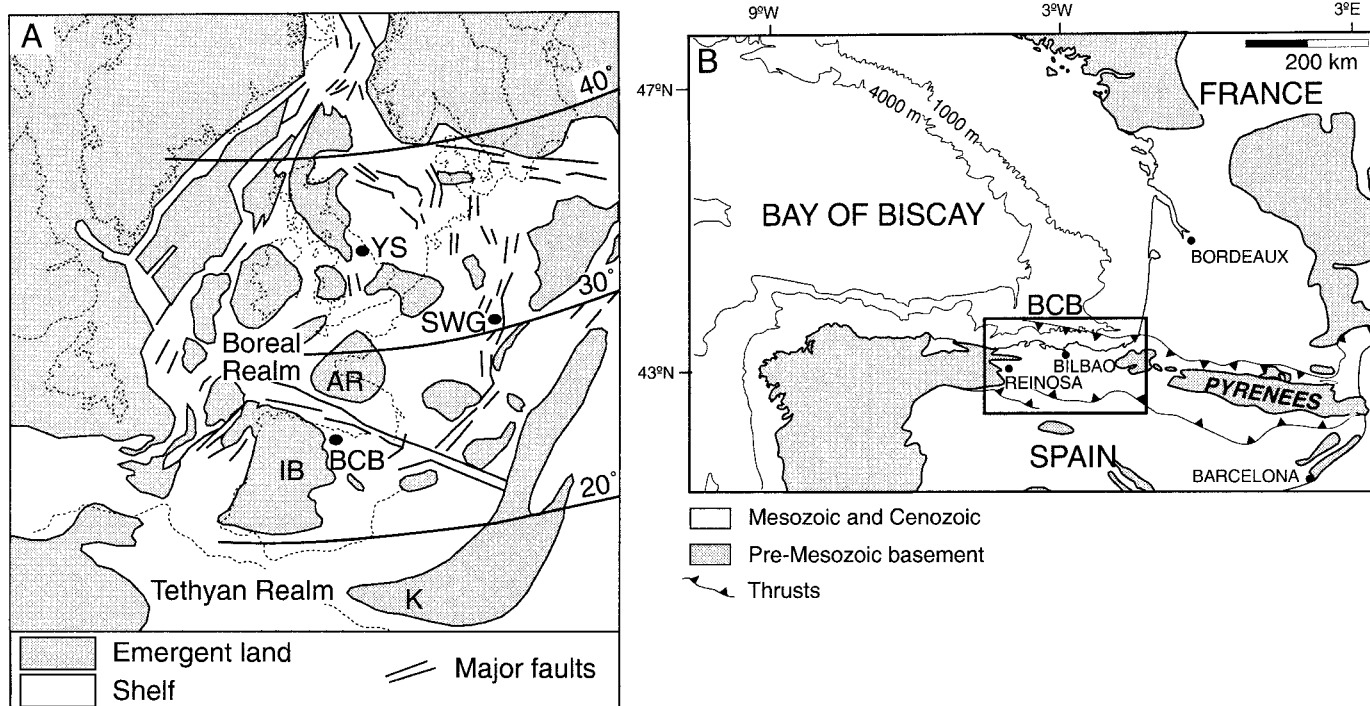 A
40°
YS
30°
SWG
Boreal
Realm
AR
BCB
IB
20°
Tethyan Realm
K
Emergent land
Shelf
Major faults
9ºW
3ºW
3ºE
B
200 km
47ºN
FRANCE
4000 m
1000 m
BAY OF BISCAY
BORDEAUX
BCB
43ºN
BILBAO
REINOSA
PYRENEES
SPAIN
BARCELONA
Mesozoic and Cenozoic
Pre-Mesozoic basement
Thrusts